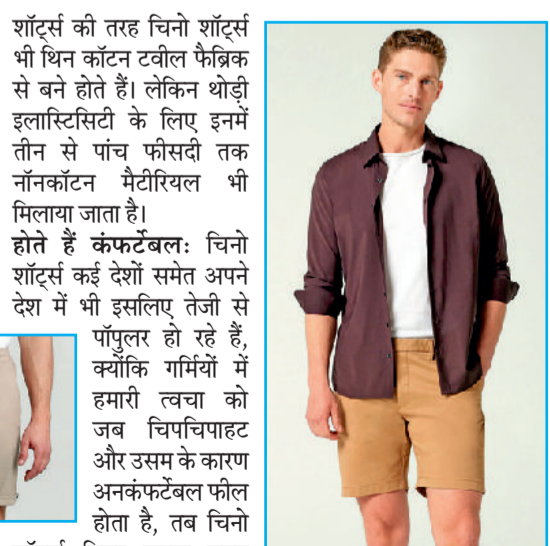 शॉर्ट्स की तरह चिनो शॉर्ट्स
भी थिन कॉटन टवील फैब्रिक
से बने होते हैं। लेकिन थोड़ी
इलास्टिसिटी के लिए इनमें
तीन से पांच फीसदी तक
नॉनकॉटन मैटीरियल भी
मिलाया जाता है।
होते हैं कंफर्टेबल: चिनो
शॉर्ट्स कई देशों समेत अपने
देश में भी इसलिए तेजी से
पॉपुलर हो रहे हैं,
क्योंकि गर्मियों में
हमारी त्वचा को
जब चिपचिपाहट
और उसम के कारण
अनकंफर्टेबल फील
होता है, तब चिनो